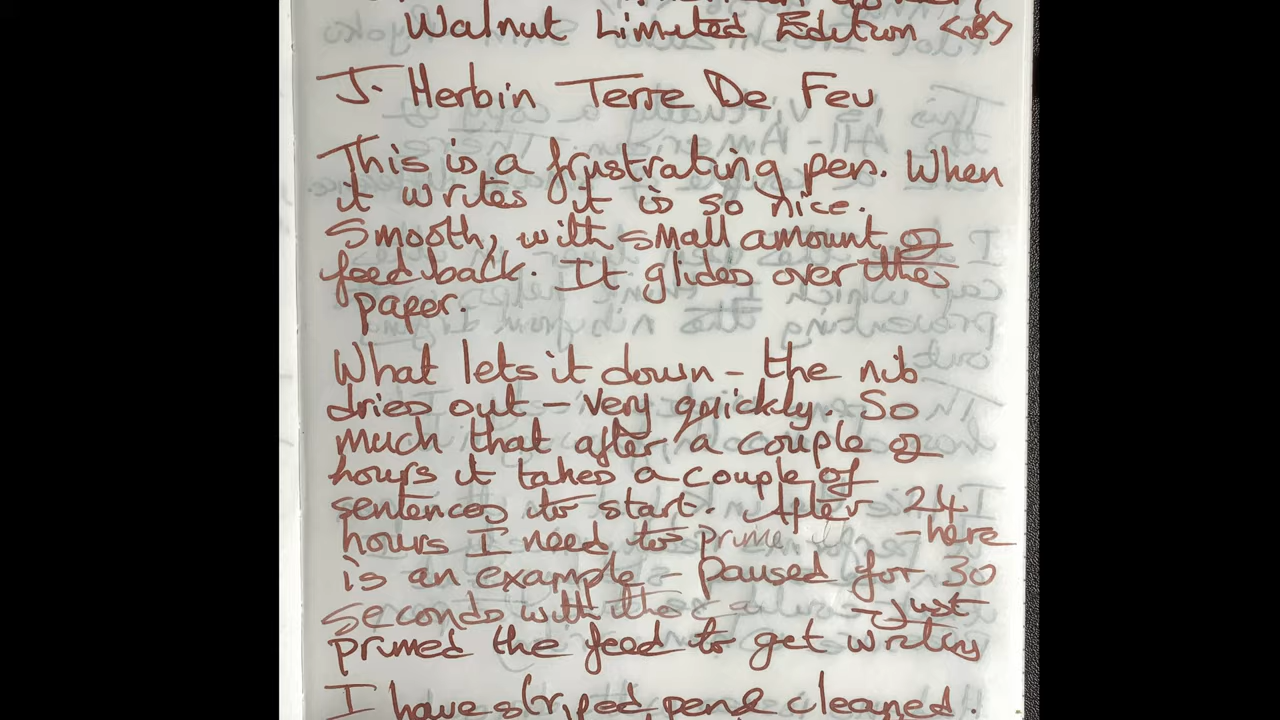 Walnut Limited Edition <nB>
J. Herbin Terre De Feu
This is a frustrating pen. When
it writes it is so nice.
Smooth, with small amount of
feedback. It glides over the
paper.
What lets it down - the nib
dries out - very quickly. So
much that after a couple of
hours it takes a couple of
sentences to start. After 24
hours I need to prime it - here
is an example - paused for 30
seconds with the - just
primed the feed to get writing
I have striped pen & cleaned.